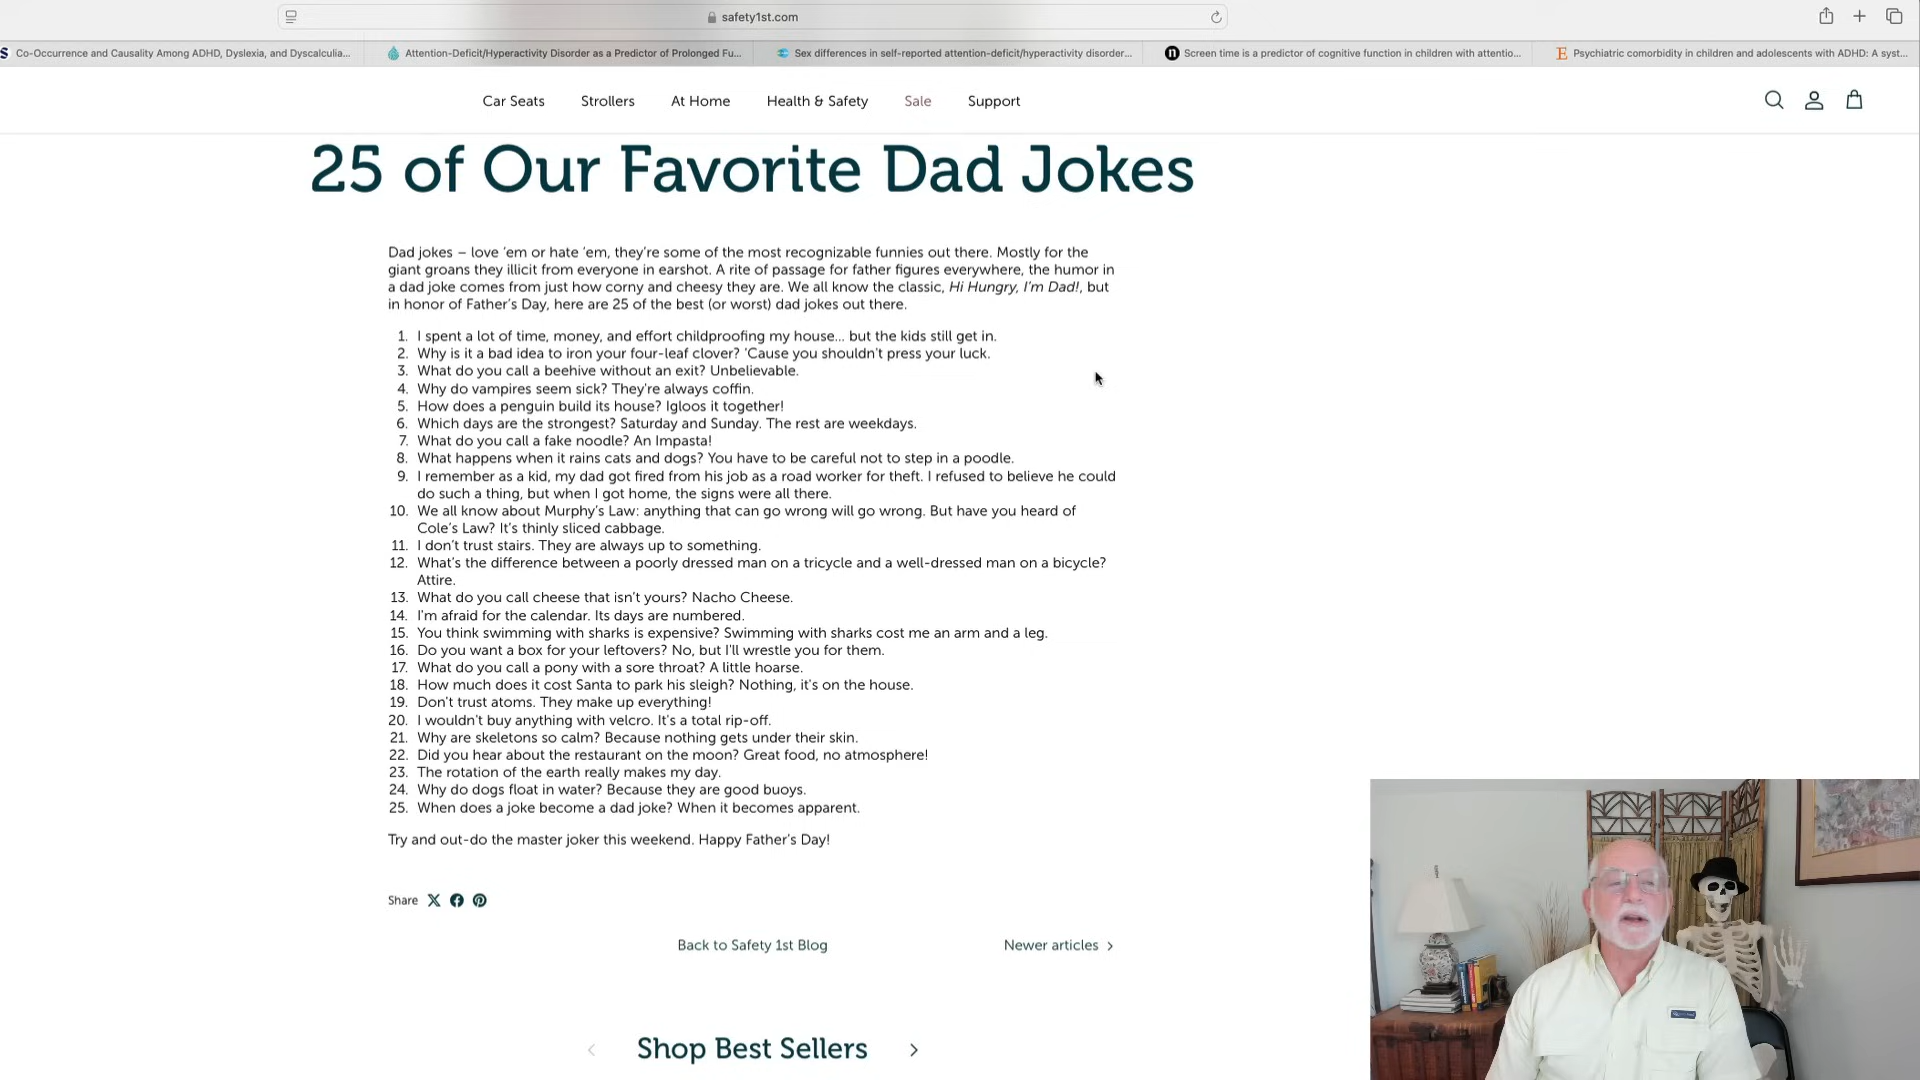 safety1st.com
Co-Occurrence and Causality Among ADHD, Dyslexia, and Dyscalculia...
Attention-Deficit/Hyperactivity Disorder as a Predictor of Prolonged Fu...
Sex differences in self-reported attention-deficit/hyperactivity disorder...
Screen time is a predictor of cognitive function in children with attentio...
Psychiatric comorbidity in children and adolescents with ADHD: A syst...
Car Seats Strollers At Home Health & Safety Sale Support
25 of Our Favorite Dad Jokes
Dad jokes – love 'em or hate 'em, they're some of the most recognizable funnies out there. Mostly for the
giant groans they illicit from everyone in earshot. A rite of passage for father figures everywhere, the humor in
a dad joke comes from just how corny and cheesy they are. We all know the classic, Hi Hungry, I'm Dad!, but
in honor of Father's Day, here are 25 of the best (or worst) dad jokes out there.
1. I spent a lot of time, money, and effort childproofing my house... but the kids still get in.
2. Why is it a bad idea to iron your four-leaf clover? 'Cause you shouldn't press your luck.
3. What do you call a beehive without an exit? Unbelievable.
4. Why do vampires seem sick? They're always coffin.
5. How does a penguin build its house? Igloos it together!
6. Which days are the strongest? Saturday and Sunday. The rest are weekdays.
7. What do you call a fake noodle? An Impasta!
8. What happens when it rains cats and dogs? You have to be careful not to step in a poodle.
9. I remember as a kid, my dad got fired from his job as a road worker for theft. I refused to believe he could
do such a thing, but when I got home, the signs were all there.
10. We all know about Murphy's Law: anything that can go wrong will go wrong. But have you heard of
Cole's Law? It's thinly sliced cabbage.
11. I don't trust stairs. They are always up to something.
12. What's the difference between a poorly dressed man on a tricycle and a well-dressed man on a bicycle?
Attire.
13. What do you call cheese that isn't yours? Nacho Cheese.
14. I'm afraid for the calendar. Its days are numbered.
15. You think swimming with sharks is expensive? Swimming with sharks cost me an arm and a leg.
16. Do you want a box for your leftovers? No, but I'll wrestle you for them.
17. What do you call a pony with a sore throat? A little hoarse.
18. How much does it cost Santa to park his sleigh? Nothing, it's on the house.
19. Don't trust atoms. They make up everything!
20. I wouldn't buy anything with velcro. It's a total rip-off.
21. Why are skeletons so calm? Because nothing gets under their skin.
22. Did you hear about the restaurant on the moon? Great food, no atmosphere!
23. The rotation of the earth really makes my day.
24. Why do dogs float in water? Because they are good buoys.
25. When does a joke become a dad joke? When it becomes apparent.
Try and out-do the master joker this weekend. Happy Father's Day!
Share
Back to Safety 1st Blog
Newer articles
Shop Best Sellers